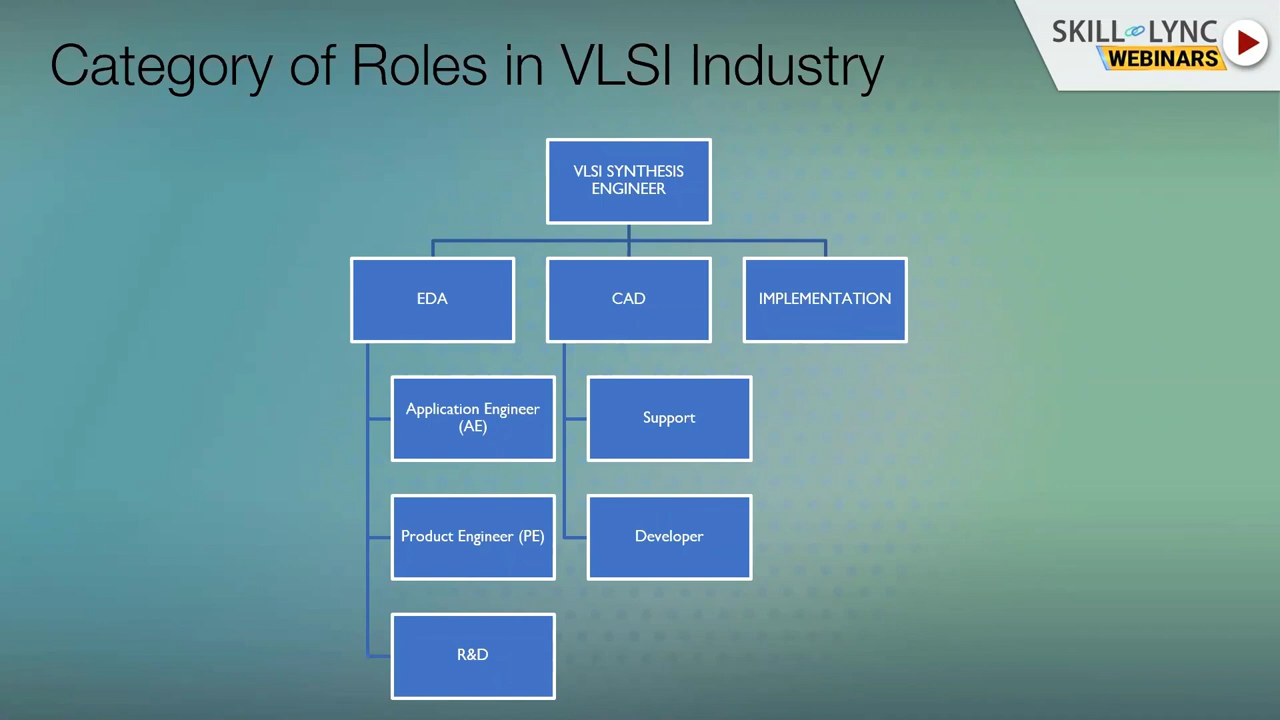 Category of Roles in VLSI Industry
SKILL LYNC
WEBINARS
VLSI SYNTHESIS
ENGINEER
EDA
CAD
IMPLEMENTATION
Application Engineer
(AE)
Support
Product Engineer (PE)
Developer
R&D